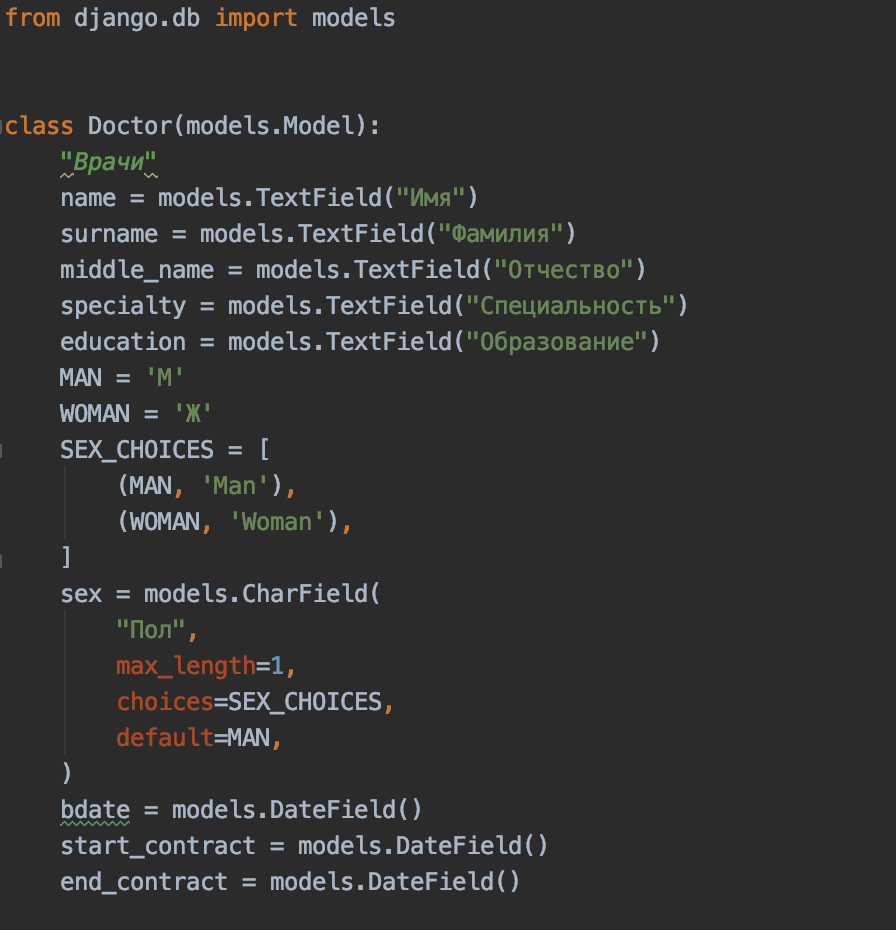 from django.db import models
class Doctor(models.Model):
    "Врачи"
    name = models.TextField("Имя")
    surname = models.TextField("Фамилия")
    middle_name = models.TextField("Отчество")
    specialty = models.TextField("Специальность")
    education = models.TextField("Образование")
    MAN = 'М'
    WOMAN = 'Ж'
    SEX_CHOICES = [
        (MAN, 'Man'),
        (WOMAN, 'Woman'),
    ]
    sex = models.CharField(
        "Пол",
        max_length=1,
        choices=SEX_CHOICES,
        default=MAN,
    )
    bdate = models.DateField()
    start_contract = models.DateField()
    end_contract = models.DateField()